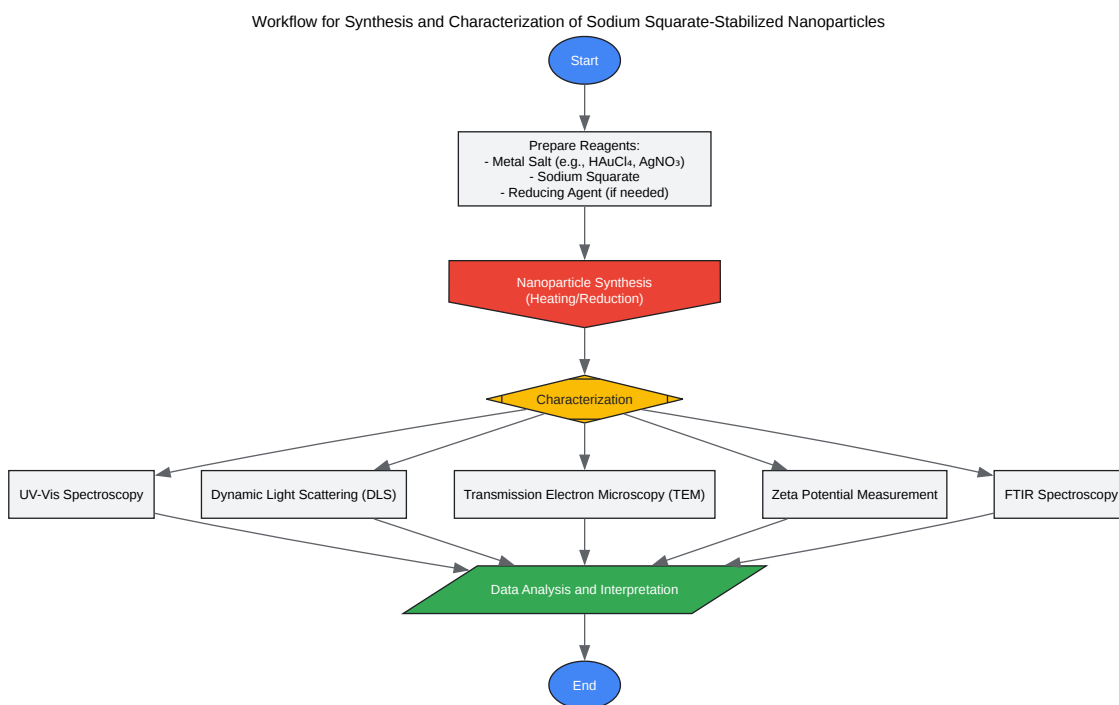 Workflow for Synthesis and Characterization of Sodium Squarate-Stabilized Nanoparticles
Start
Prepare Reagents:
- Metal Salt (e.g., HAuCl₄, AgNO₃)
- Sodium Squarate
- Reducing Agent (if needed)
Nanoparticle Synthesis
(Heating/Reduction)
Characterization
UV-Vis Spectroscopy
Dynamic Light Scattering (DLS)
Transmission Electron Microscopy (TEM)
Zeta Potential Measurement
FTIR Spectroscopy
Data Analysis and Interpretation
End